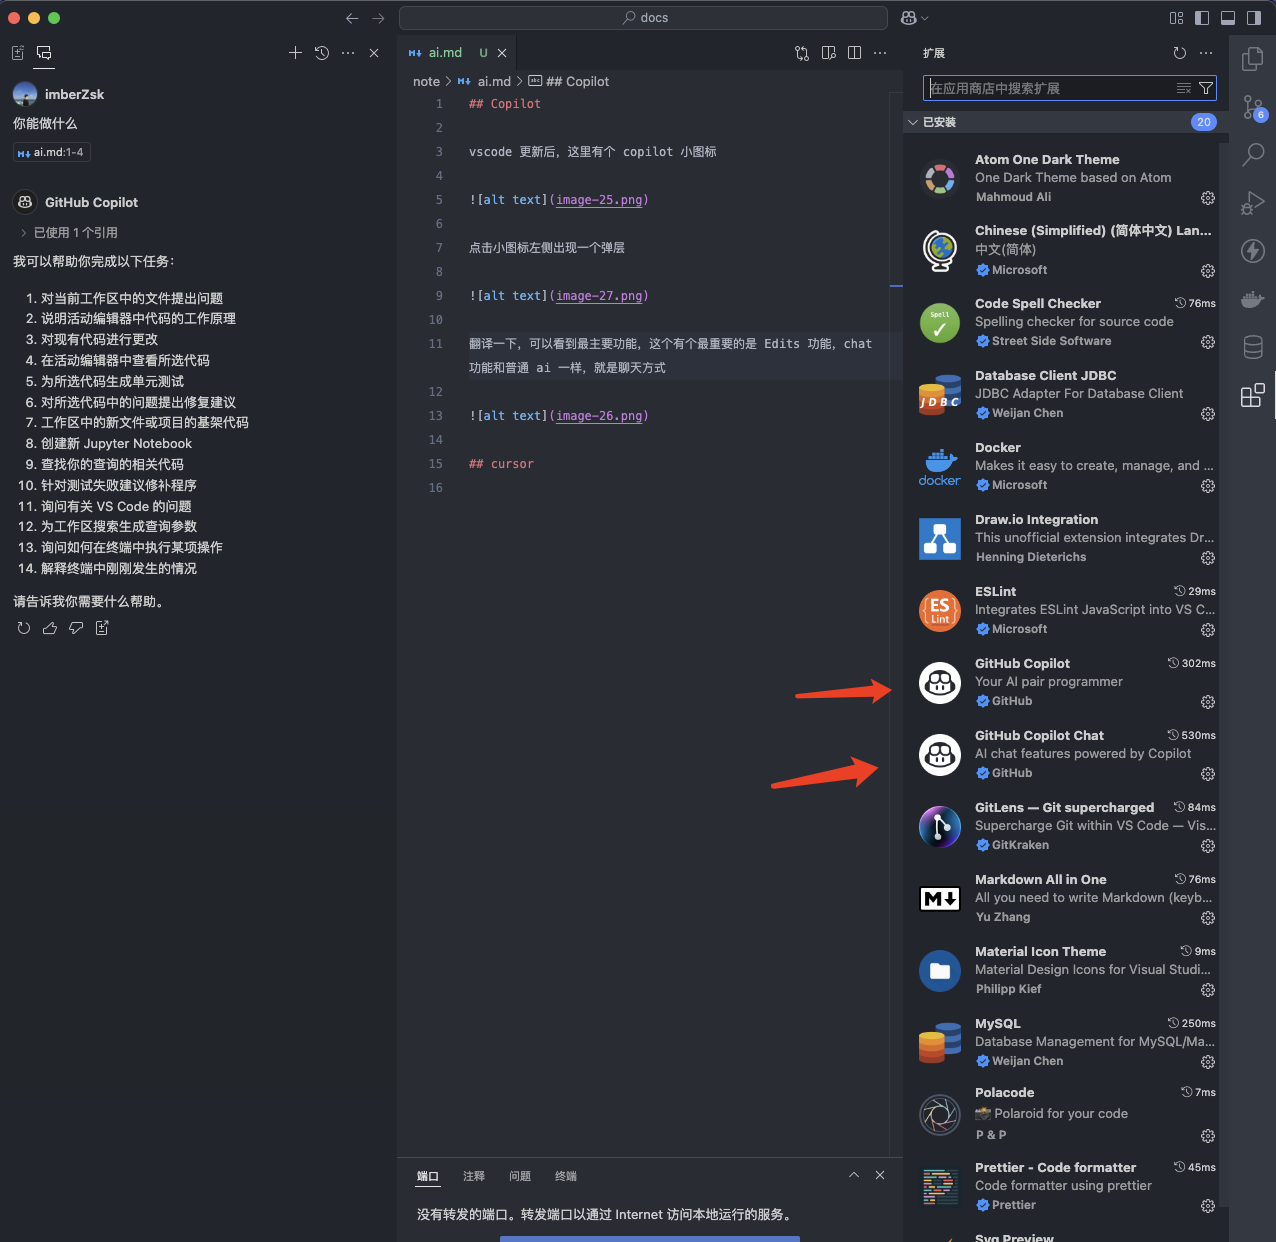 docs
imberZsk
你能做什么
ai.md:1-4
GitHub Copilot
已使用 1 个引用
我可以帮助你完成以下任务:
1. 对当前工作区中的文件提出问题
2. 说明活动编辑器中代码的工作原理
3. 对现有代码进行更改
4. 在活动编辑器中查看所选代码
5. 为所选代码生成单元测试
6. 对所选代码中的问题提出修复建议
7. 工作区中的新文件或项目的基架代码
8. 创建新 Jupyter Notebook
9. 查找你的查询的相关代码
10. 针对测试失败建议修补程序
11. 询问有关 VS Code 的问题
12. 为工作区搜索生成查询参数
13. 询问如何在终端中执行某项操作
14. 解释终端中刚刚发生的情况
请告诉我你需要什么帮助。
ai.md U
note > ai.md > abc ## Copilot
1 ## Copilot
2
3 vscode 更新后，这里有个 copilot 小图标
4
5 ![alt text](image-25.png)
6
7 点击小图标左侧出现一个弹层
8
9 ![alt text](image-27.png)
10
11 翻译一下，可以看到最主要功能，这个有个最重要的是 Edits 功能，chat
功能和普通 ai 一样，就是聊天方式
12
13 ![alt text](image-26.png)
14
15 ## cursor
16
端口 注释 问题 终端
没有转发的端口。转发端口以通过 Internet 访问本地运行的服务。
扩展
在应用商店中搜索扩展
已安装 20
Atom One Dark Theme
One Dark Theme based on Atom
Mahmoud Ali
Chinese (Simplified) (简体中文) Lan...
中文(简体)
Microsoft
Spell
Code Spell Checker 76ms
Spelling checker for source code
Street Side Software
JDBC
Database Client JDBC
JDBC Adapter For Database Client
Weijan Chen
docker
Docker
Makes it easy to create, manage, and ...
Microsoft
Draw.io Integration
This unofficial extension integrates Dr...
Henning Dieterichs
ES
Lint
ESLint 29ms
Integrates ESLint JavaScript into VS C...
Microsoft
GitHub Copilot 302ms
Your AI pair programmer
GitHub
GitHub Copilot Chat 530ms
AI chat features powered by Copilot
GitHub
GitLens — Git supercharged 84ms
Supercharge Git within VS Code — Vis...
GitKraken
M
Markdown All in One 76ms
All you need to write Markdown (keyb...
Yu Zhang
Material Icon Theme 9ms
Material Design Icons for Visual Studi...
Philipp Kief
MySQL 250ms
Database Management for MySQL/Ma...
Weijan Chen
Polacode 7ms
Polaroid for your code
P & P
Prettier - Code formatter 45ms
Code formatter using prettier
Prettier
Svg Preview
6